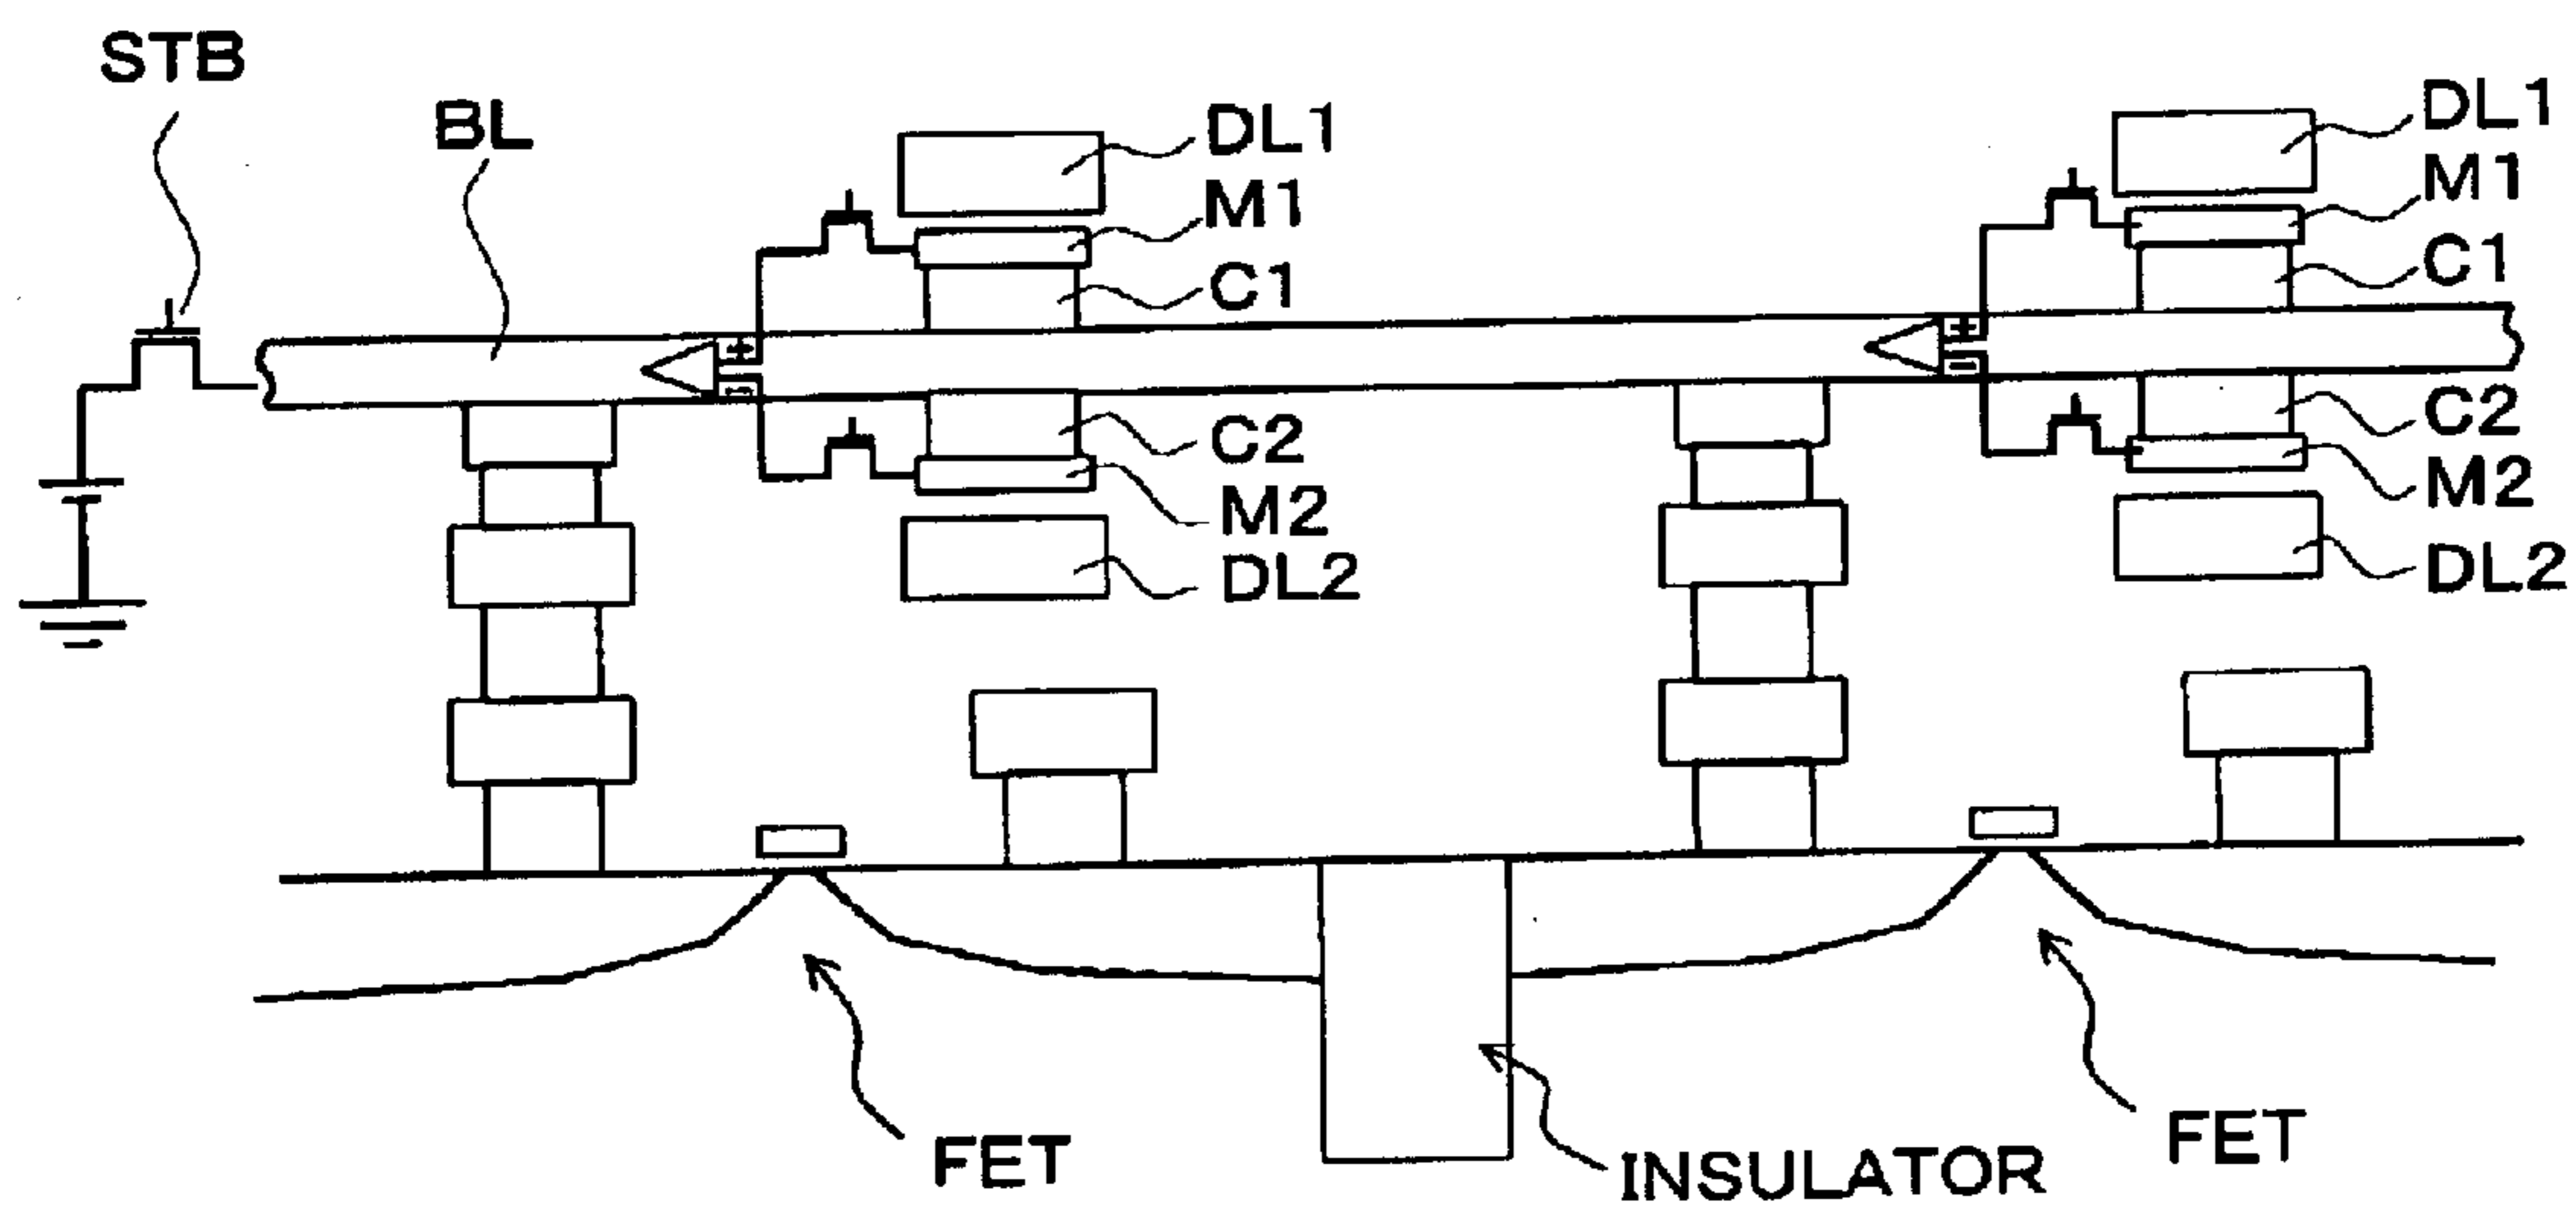 STB
BL
DL1
M1
C1
C2
M2
DL2
DL1
M1
C1
C2
M2
DL2
+
-
+
-
FET
INSULATOR
FET